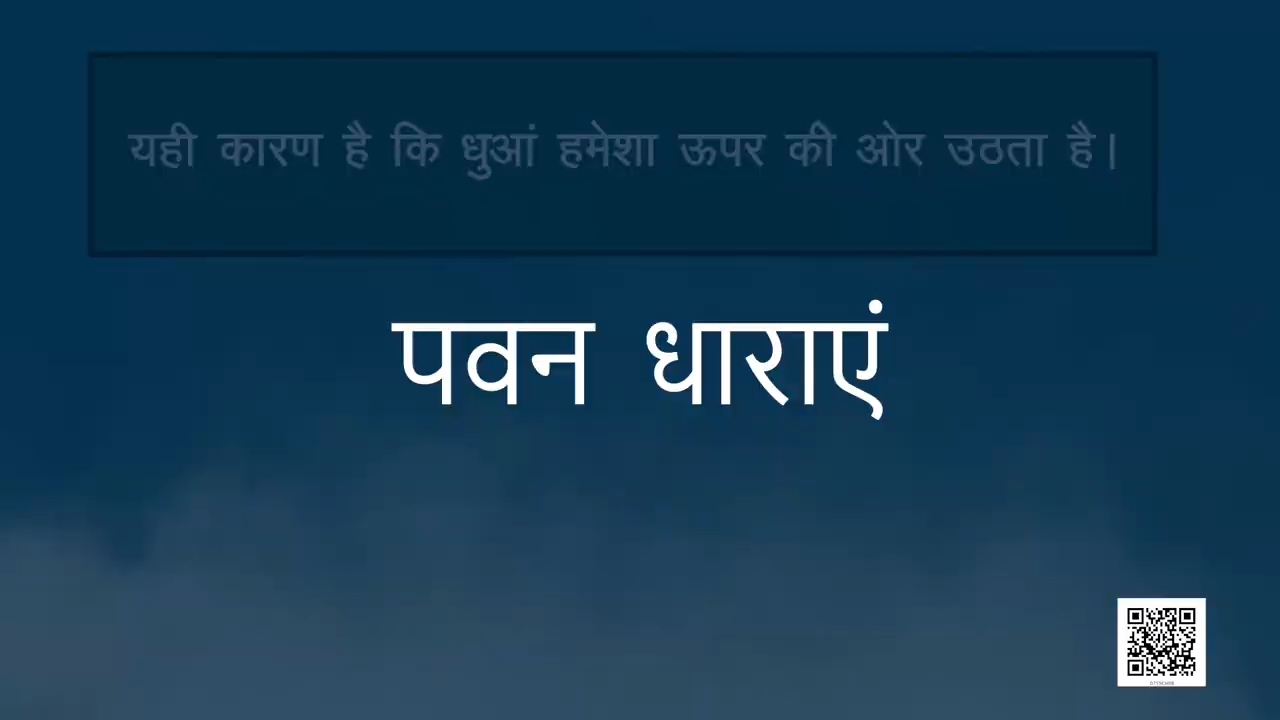 यही कारण है कि धुआं हमेशा ऊपर की ओर उठता है।
पवन धाराएं